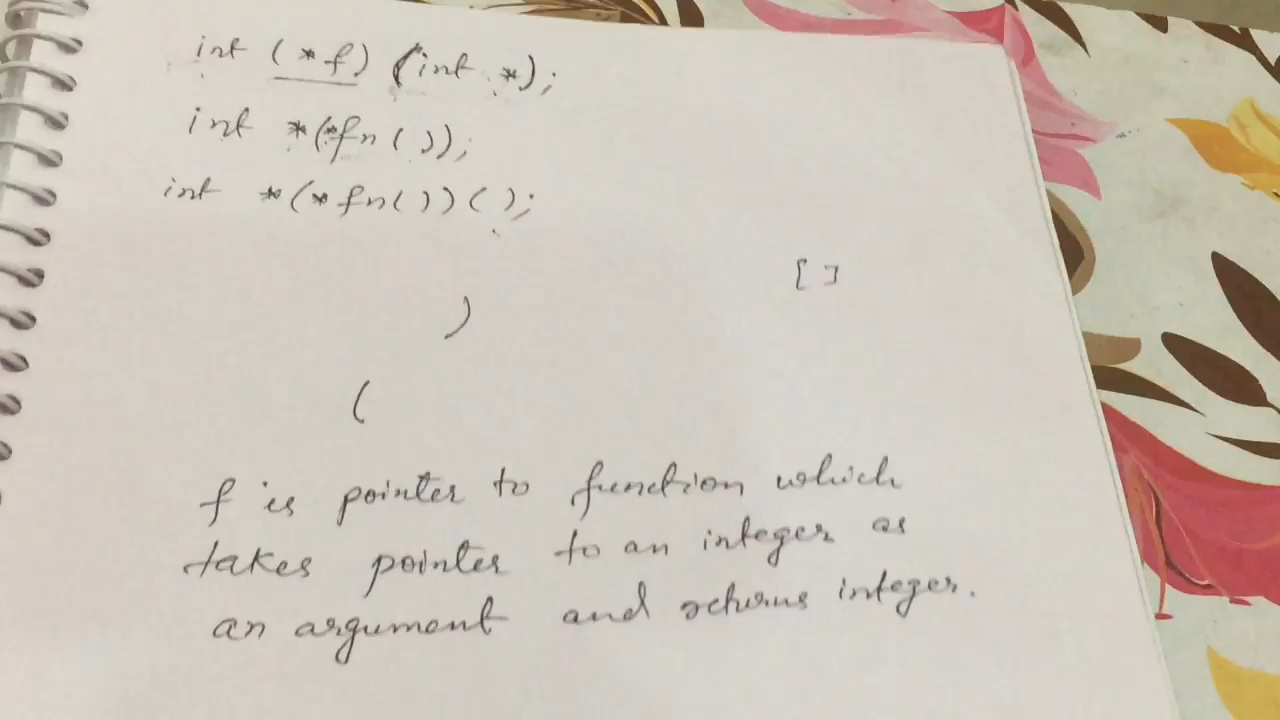 int (*f) (int *);
int *(*fn());
int *(*fn())();
[ ]
)
(
f is pointer to function which
takes pointer to an integer as
an argument and returns integer.